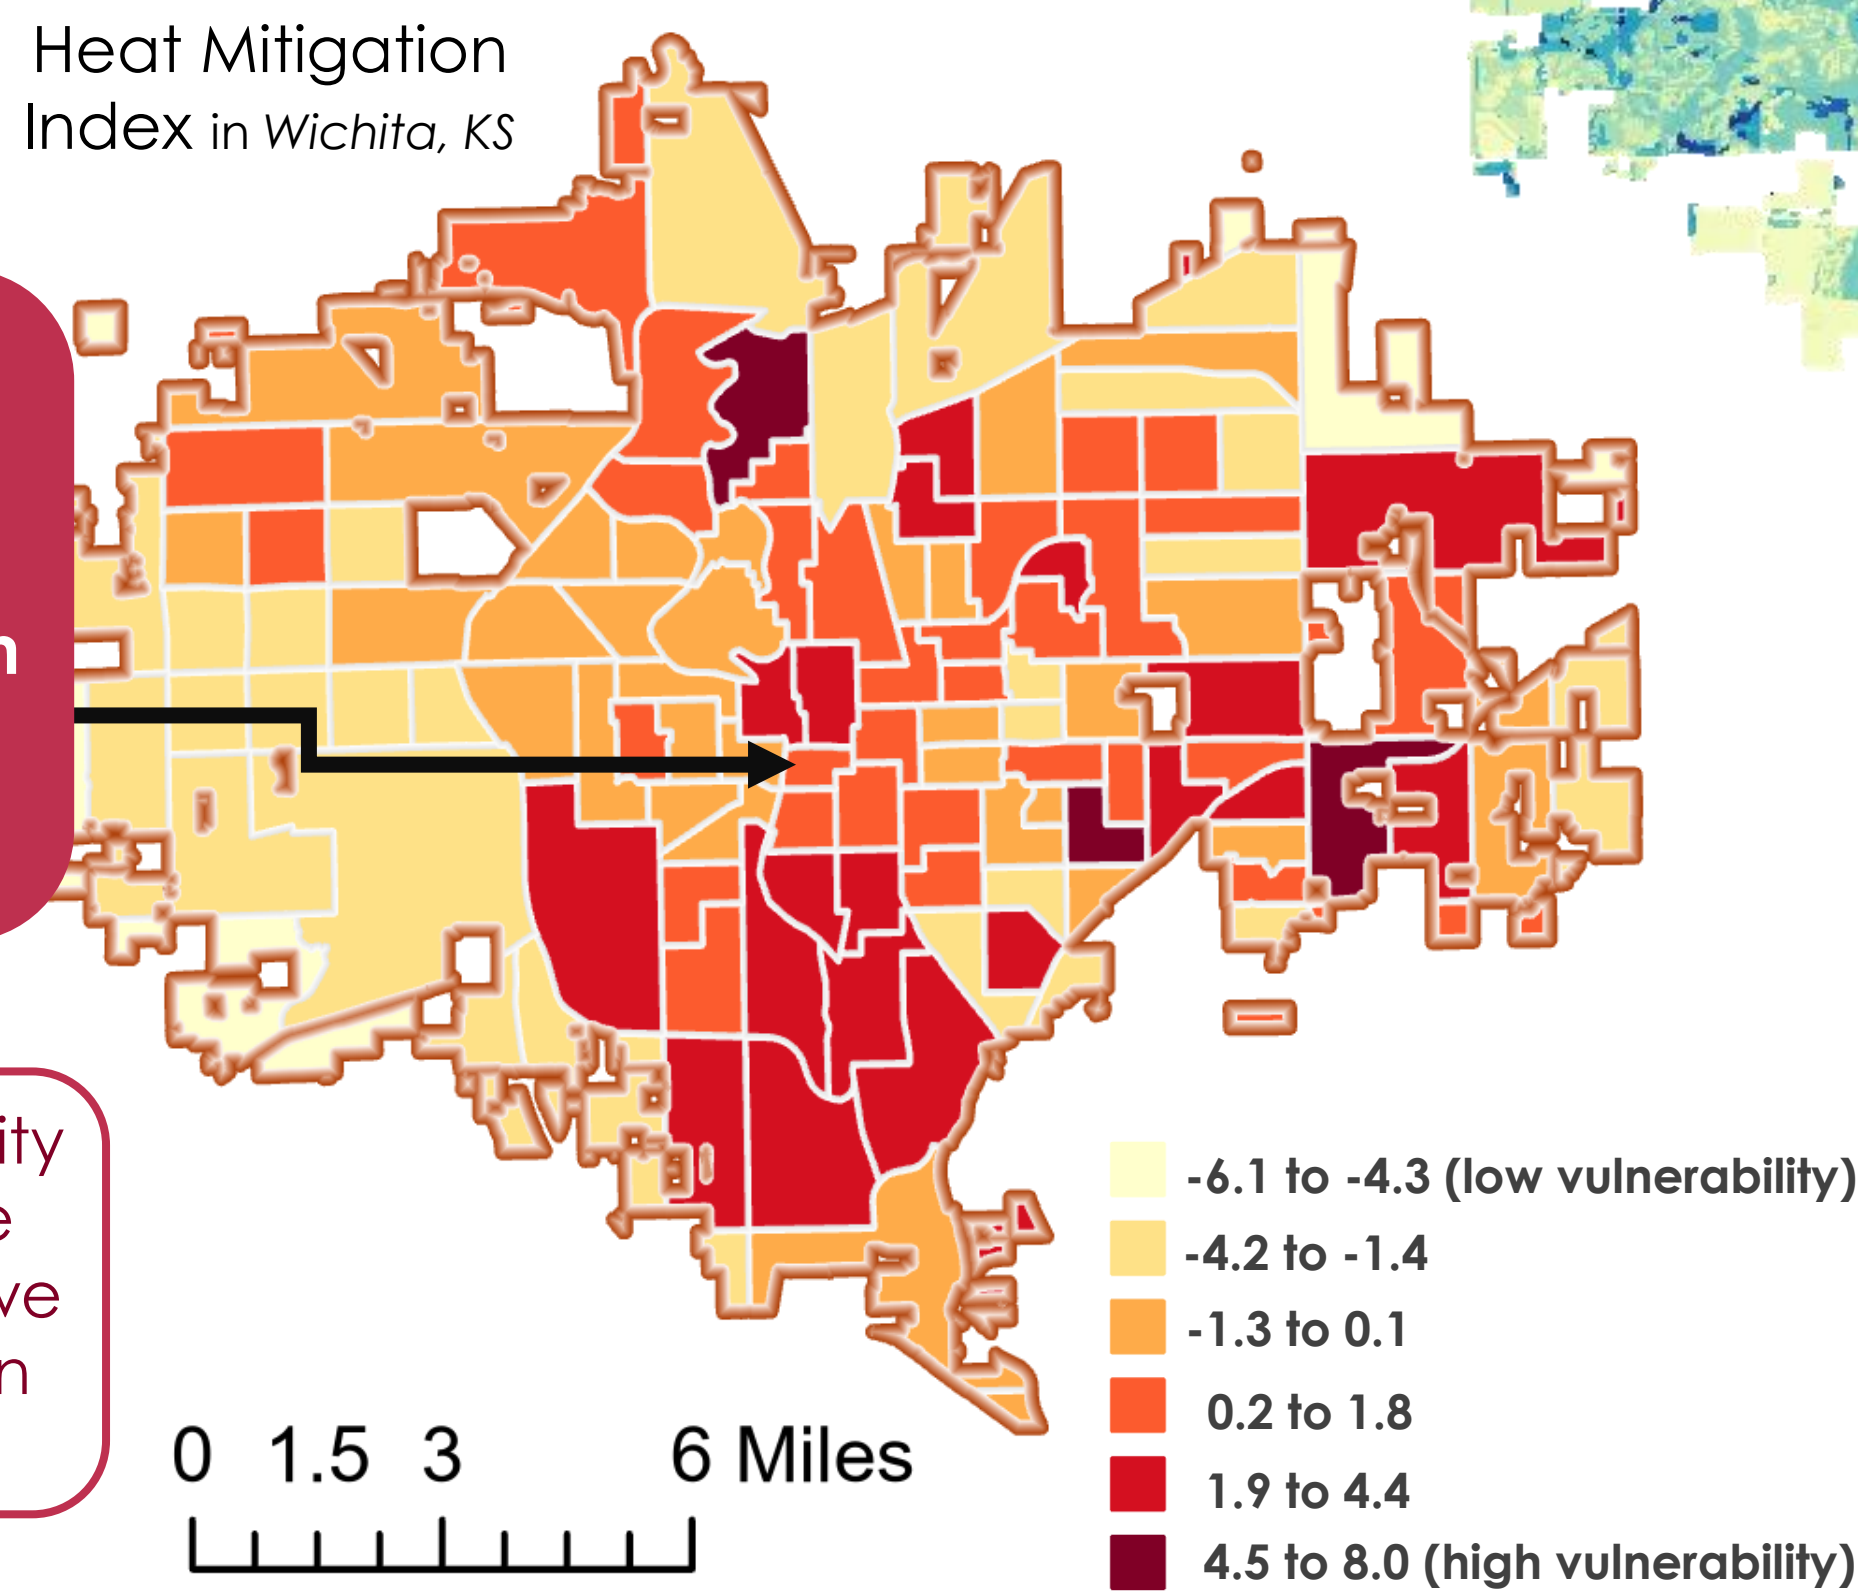 Heat Mitigation
Index in Wichita, KS
-6.1 to -4.3 (low vulnerability)
-4.2 to -1.4
-1.3 to 0.1
0.2 to 1.8
1.9 to 4.4
4.5 to 8.0 (high vulnerability)
0 1.5 3 6 Miles